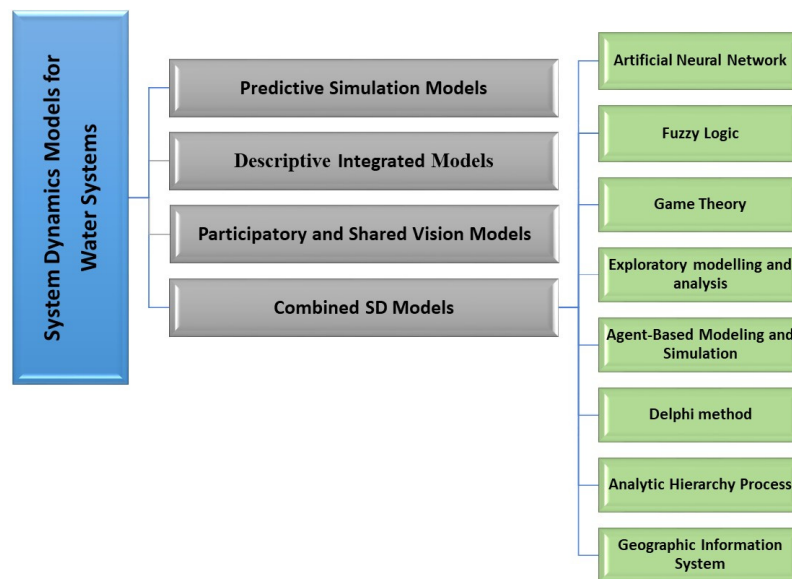 System Dynamics Models for
Water Systems
Predictive Simulation Models
Descriptive Integrated Models
Participatory and Shared Vision Models
Combined SD Models
Artificial Neural Network
Fuzzy Logic
Game Theory
Exploratory modelling and
analysis
Agent-Based Modeling and
Simulation
Delphi method
Analytic Hierarchy Process
Geographic Information
System